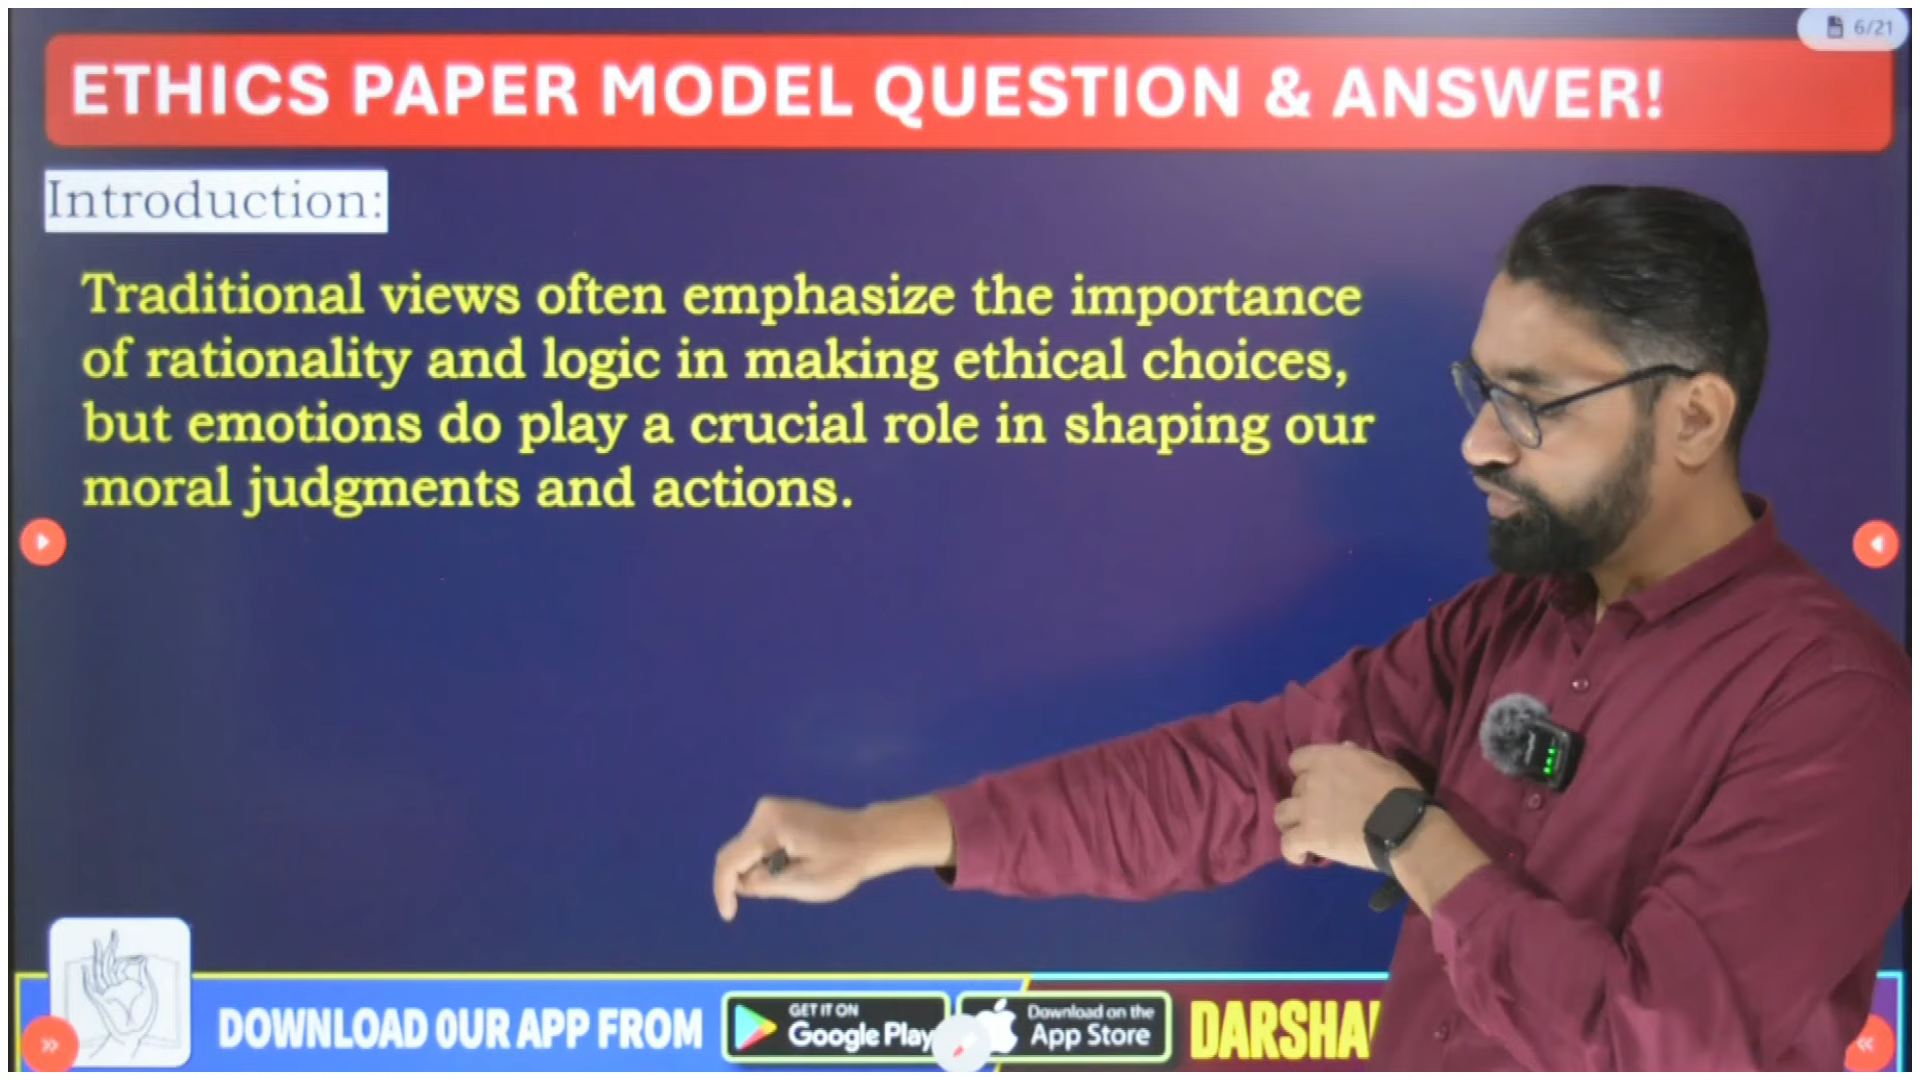 6/21
ETHICS PAPER MODEL QUESTION & ANSWER!
Introduction:
Traditional views often emphasize the importance
of rationality and logic in making ethical choices,
but emotions do play a crucial role in shaping our
moral judgments and actions.
DOWNLOAD OUR APP FROM
GET IT ON
Google Play
Download on the
App Store